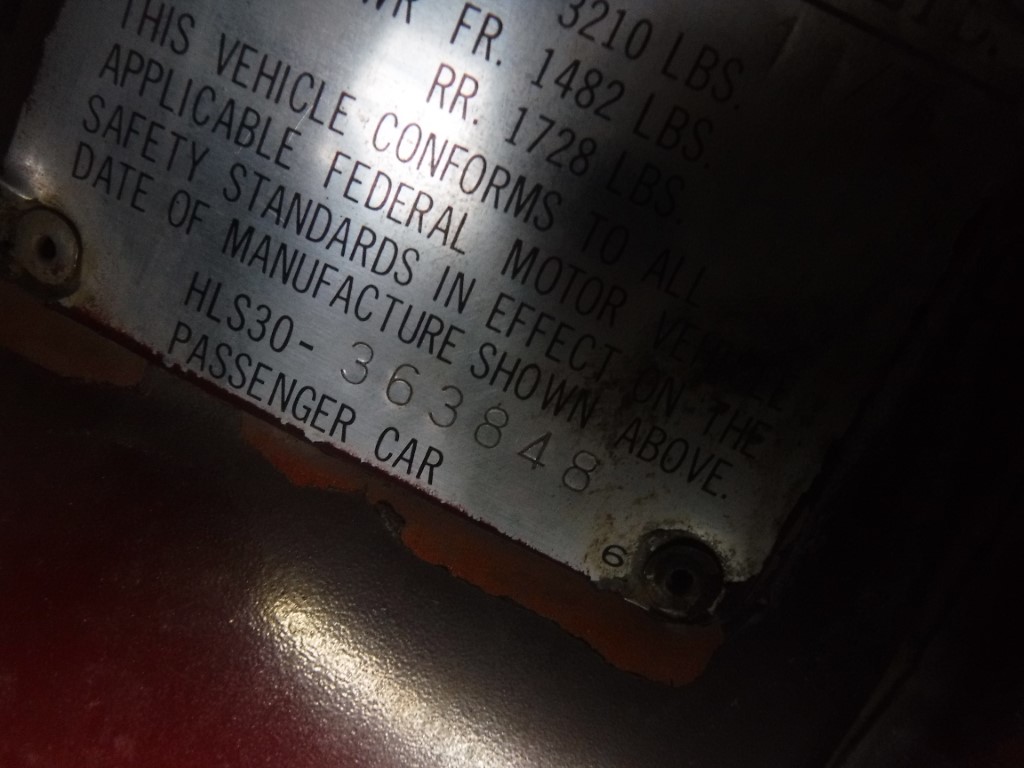 3210 LBS.
FR. 1482 LBS.
RR. 1728 LBS.
THIS VEHICLE CONFORMS TO ALL
APPLICABLE FEDERAL MOTOR VEHICLE
SAFETY STANDARDS IN EFFECT ON THE
DATE OF MANUFACTURE SHOWN ABOVE.
HLS30- 363848
PASSENGER CAR
6